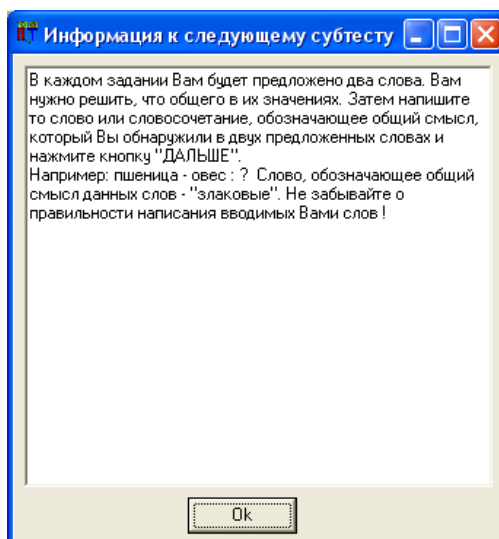 Информация к следующему субтесту
В каждом задании Вам будет предложено два слова. Вам
нужно решить, что общего в их значениях. Затем напишите
то слово или словосочетание, обозначающее общий смысл,
который Вы обнаружили в двух предложенных словах и
нажмите кнопку "ДАЛЬШЕ".
Например: пшеница - овес : ? Слово, обозначающее общий
смысл данных слов - "злаковые". Не забывайте о
правильности написания вводимых Вами слов !
Ok